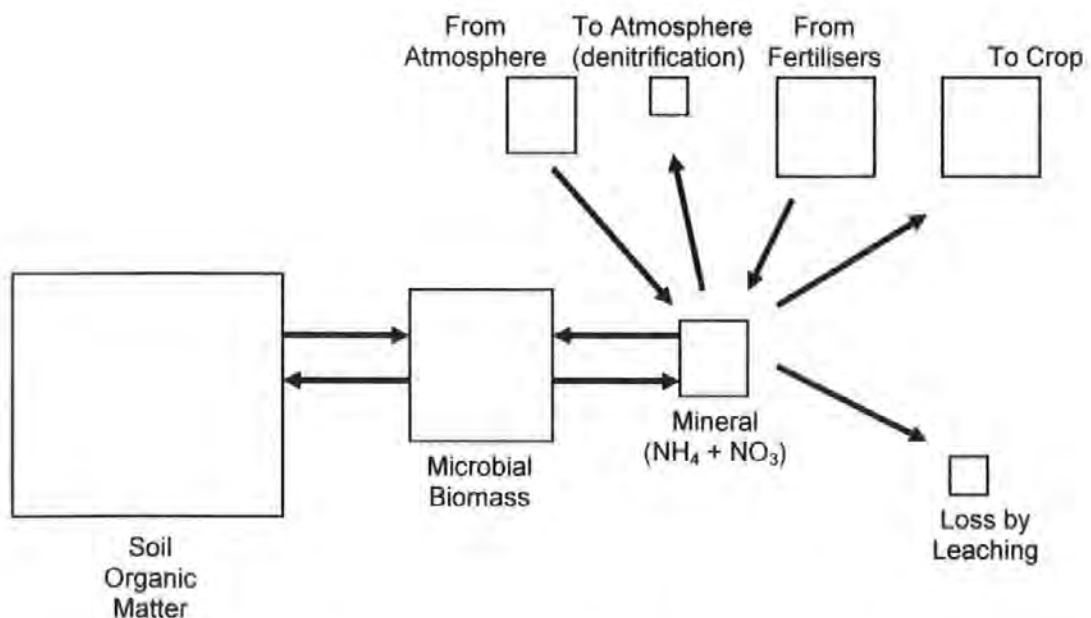 From
Atmosphere
To Atmosphere
(denitrification)
From
Fertilisers
To Crop
Mineral
(NH₄ + NO₃)
Microbial
Biomass
Loss by
Leaching
Soil
Organic
Matter